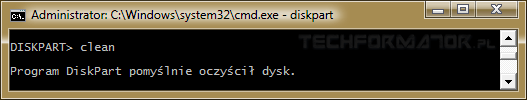 Administrator: C:\Windows\system32\cmd.exe - diskpart
TECHFORMATOR.PL
DISKPART> clean
Program DiskPart pomyślnie oczyścił dysk.